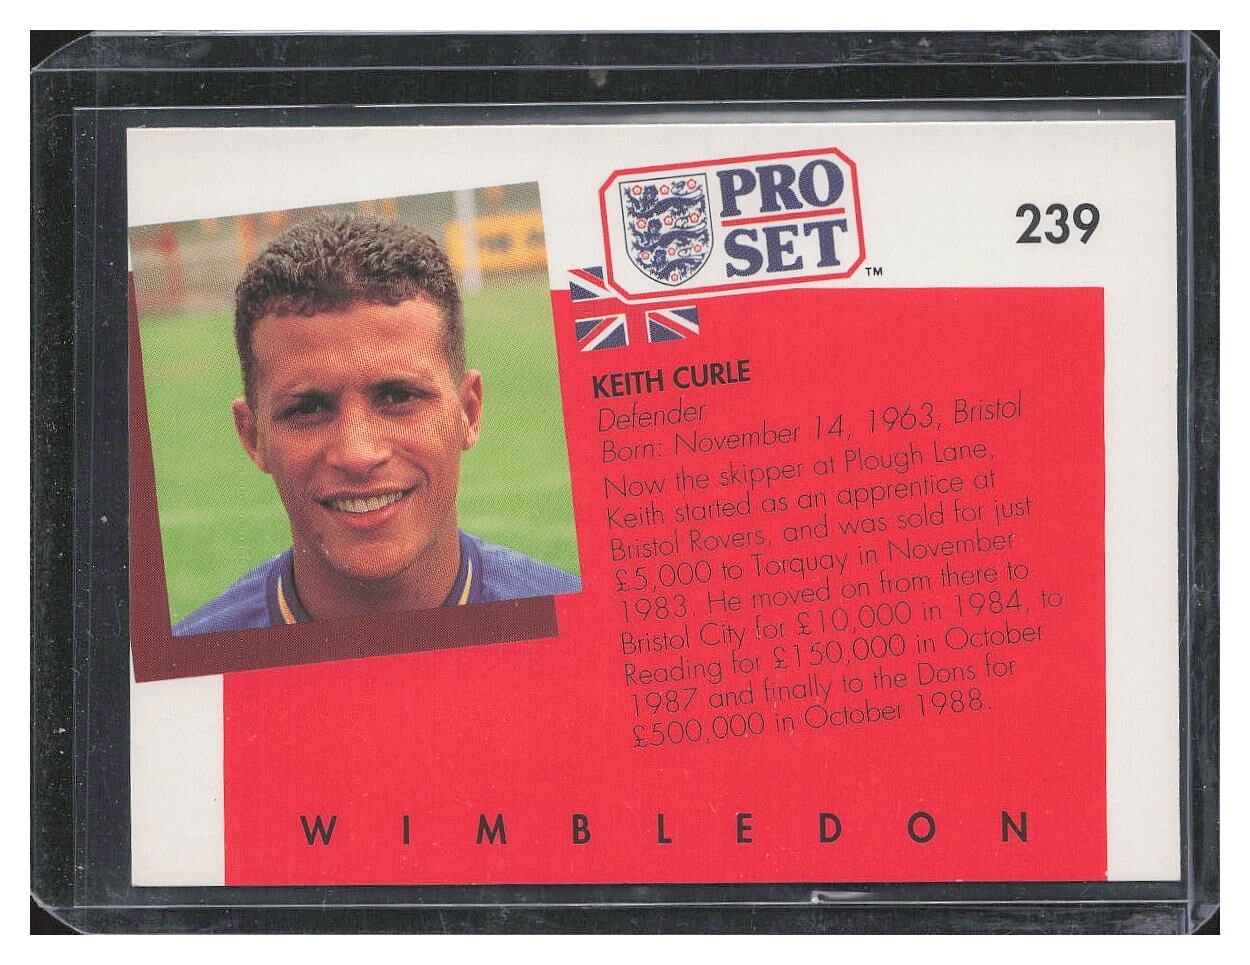 PRO
SET
TM
239
KEITH CURLE
Defender
Born: November 14, 1963, Bristol
Now the skipper at Plough Lane,
Keith started as an apprentice at
Bristol Rovers, and was sold for just
£5,000 to Torquay in November
1983. He moved on from there to
Bristol City for £10,000 in 1984, to
Reading for £150,000 in October
1987 and finally to the Dons for
£500,000 in October 1988.
WIMBLEDON